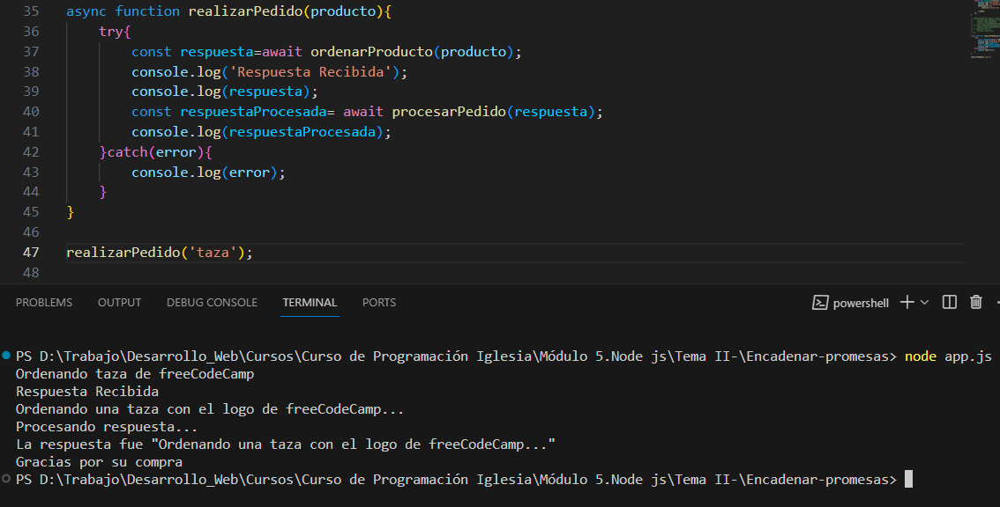 35 async function realizarPedido(producto){
36 try{
37 const respuesta=await ordenarProducto(producto);
38 console.log('Respuesta Recibida');
39 console.log(respuesta);
40 const respuestaProcesada= await procesarPedido(respuesta);
41 console.log(respuestaProcesada);
42 }catch(error){
43 console.log(error);
44 }
45 }
46
47 realizarPedido('taza');
48
PROBLEMS OUTPUT DEBUG CONSOLE TERMINAL PORTS powershell
PS D:\Trabajo\Desarrollo_Web\Cursos\Curso de Programación Iglesia\Módulo 5.Node js\Tema II-\Encadenar-promesas> node app.js
Ordenando taza de freeCodeCamp
Respuesta Recibida
Ordenando una taza con el logo de freeCodeCamp...
Procesando respuesta...
La respuesta fue "Ordenando una taza con el logo de freeCodeCamp..."
Gracias por su compra
PS D:\Trabajo\Desarrollo_Web\Cursos\Curso de Programación Iglesia\Módulo 5.Node js\Tema II-\Encadenar-promesas>